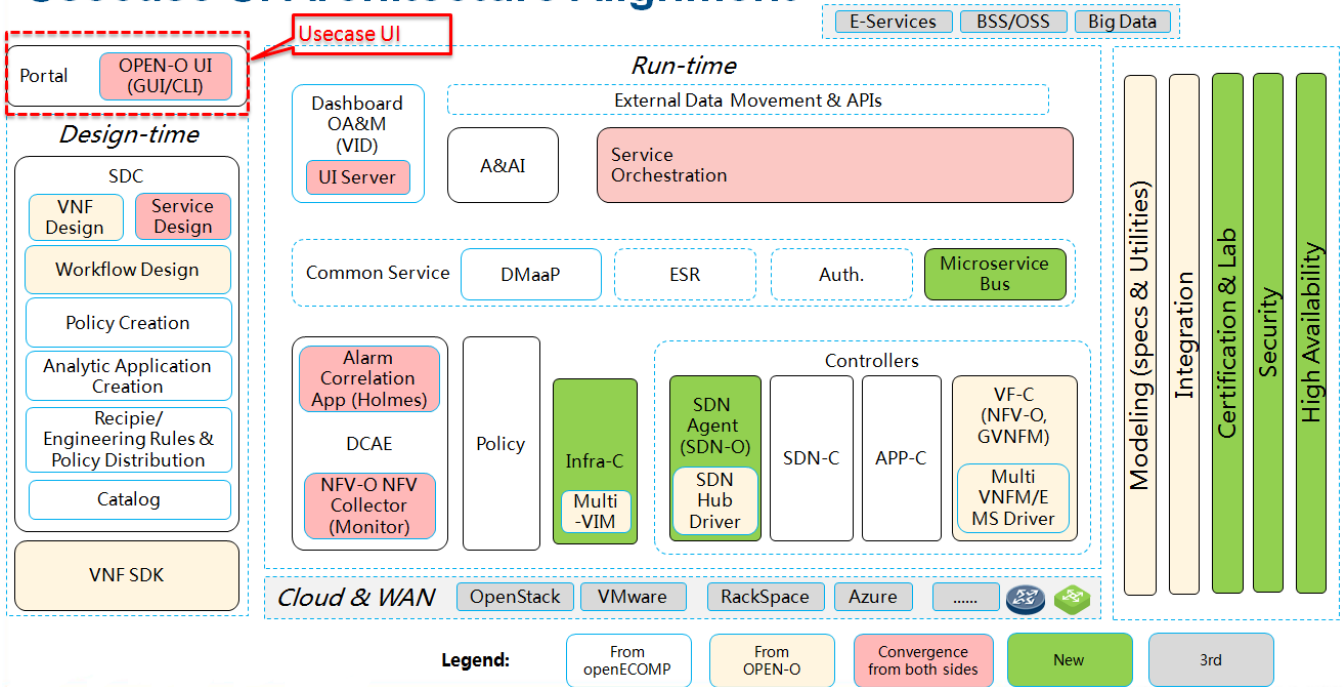 Usecase UI Architecture Alignment
E-Services
BSS/OSS
Big Data
Usecase UI
Portal
OPEN-O UI
(GUI/CLI)
Design-time
SDC
VNF
Design
Service
Design
Workflow Design
Policy Creation
Analytic Application
Creation
Recipie/
Engineering Rules &
Policy Distribution
Catalog
VNF SDK
Run-time
Dashboard
OA&M
(VID)
UI Server
External Data Movement & APIs
A&AI
Service
Orchestration
Common Service
DMaaP
ESR
Auth.
Microservice
Bus
Alarm
Correlation
App (Holmes)
DCAE
NFV-O NFV
Collector
(Monitor)
Policy
Infra-C
Multi
-VIM
Controllers
SDN
Agent
(SDN-O)
SDN
Hub
Driver
SDN-C
APP-C
VF-C
(NFV-O,
GVNFM)
Multi
VNFM/E
MS Driver
Cloud & WAN
OpenStack
VMware
RackSpace
Azure
......
Modeling (specs & Utilities)
Integration
Certification & Lab
Security
High Availability
Legend:
From
openECOMP
From
OPEN-O
Convergence
from both sides
New
3rd